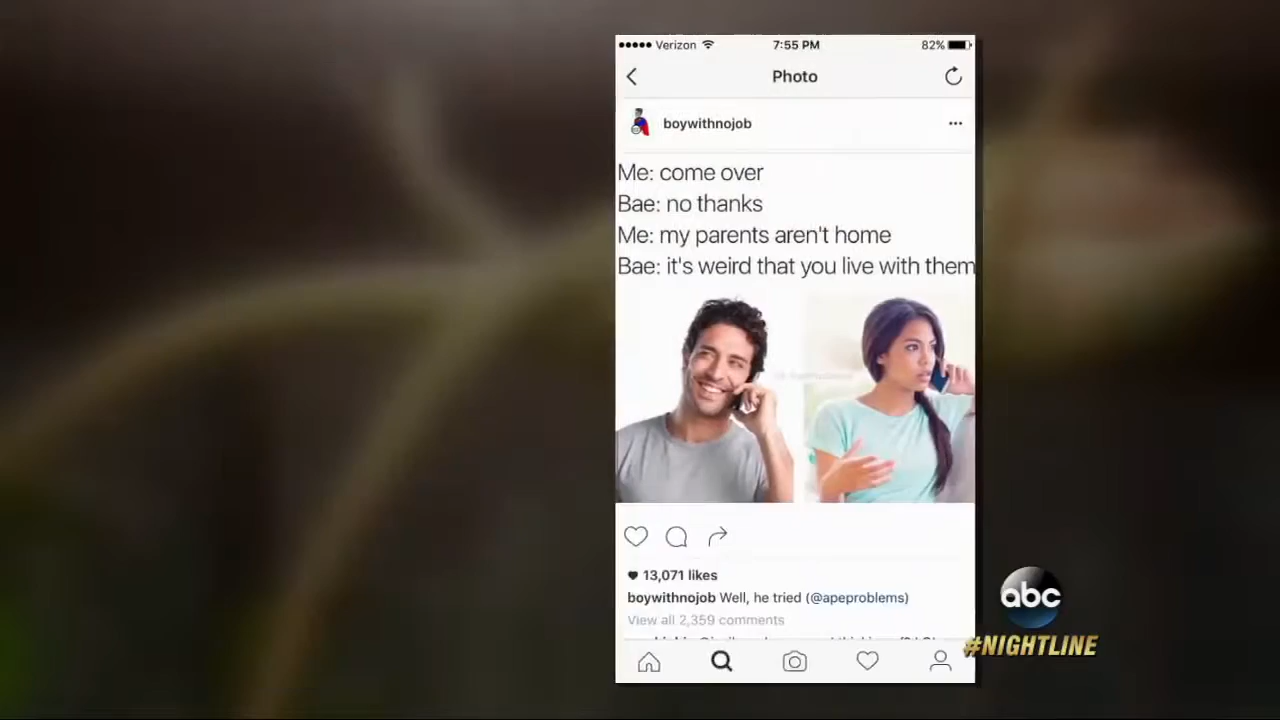 Verizon
7:55 PM
82%
Photo
boywithnojob
Me: come over
Bae: no thanks
Me: my parents aren't home
Bae: it's weird that you live with them
13,071 likes
boywithnojob Well, he tried (@apeproblems)
View all 2,359 comments
abc
#NIGHTLINE